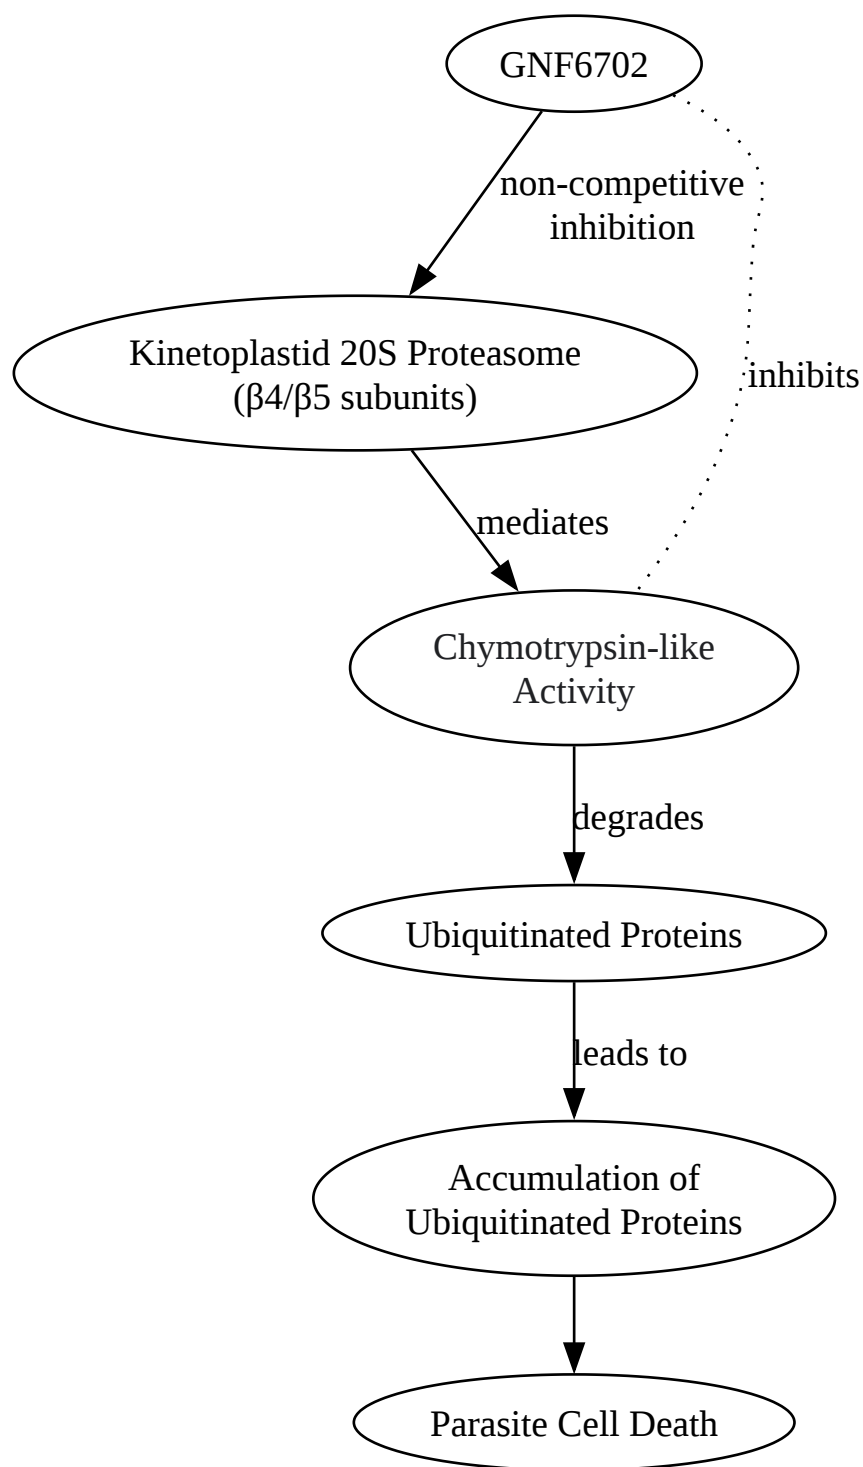 GNF6702
non-competitive
inhibition
Kinetoplastid 20S Proteasome
(β4/β5 subunits)
inhibits
mediates
Chymotrypsin-like
Activity
degrades
Ubiquitinated Proteins
leads to
Accumulation of
Ubiquitinated Proteins
Parasite Cell Death